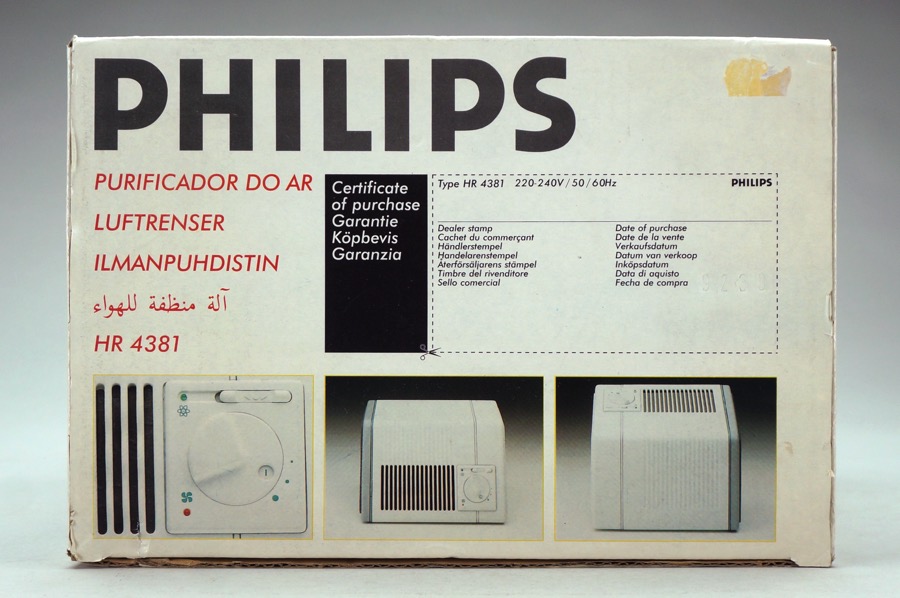 PHILIPS
PURIFICADOR DO AR
LUFTRENSER
ILMANPUHDISTIN
آلة منظفة للهواء
HR 4381
Certificate
of purchase
Garantie
Köpbevis
Garanzia
Type HR 4381 220-240V/50/60Hz
PHILIPS
Dealer stamp
Cachet du commerçant
Händlerstempel
Handelarenstempel
Återförsäljarens stämpel
Timbre del rivenditore
Sello comercial
Date of purchase
Date de la vente
Verkaufsdatum
Datum van verkoop
Inköpsdatum
Data di aquisto
Fecha de compra